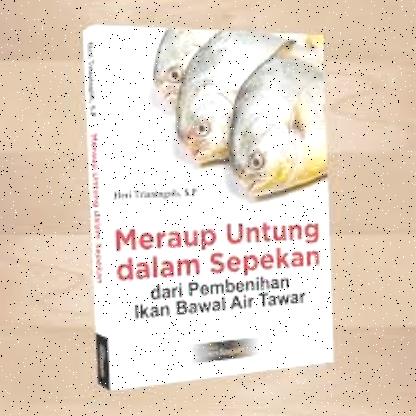 Meraup Untung
dalam Sepekan
dari Pembenihan
Ikan Bawal Air Tawar